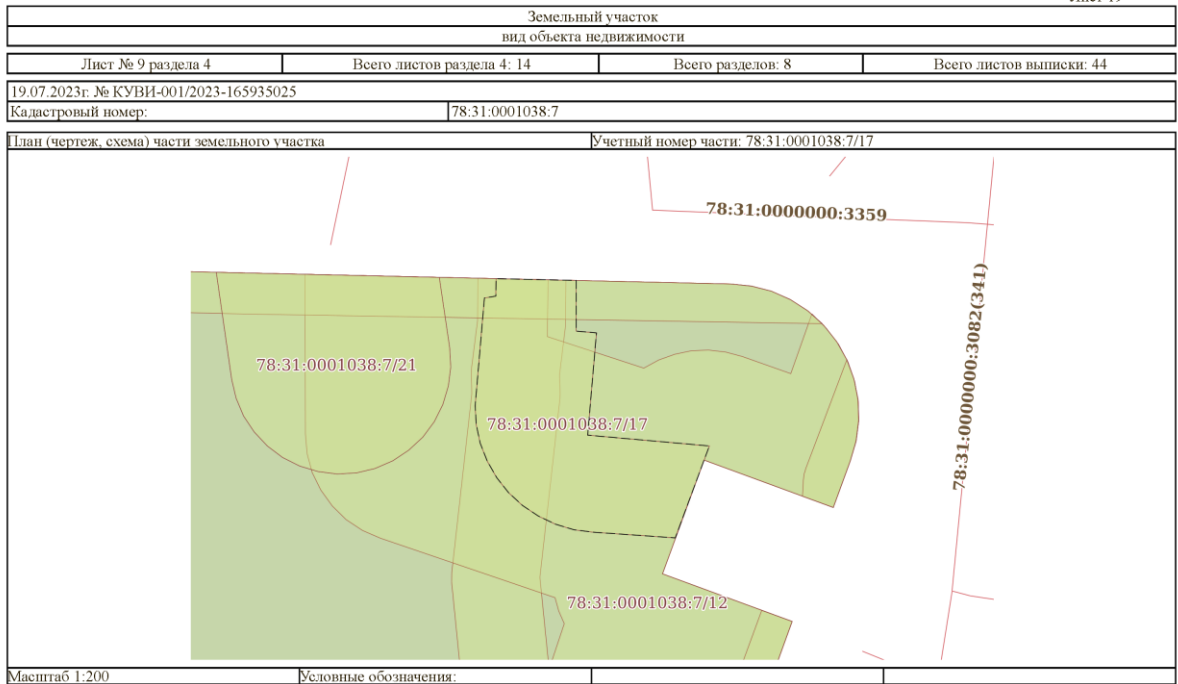 Лист 19
Земельный участок
вид объекта недвижимости
Лист № 9 раздела 4 Всего листов раздела 4: 14 Всего разделов: 8 Всего листов выписки: 44
19.07.2023г. № КУВИ-001/2023-165935025
Кадастровый номер: 78:31:0001038:7
План (чертеж, схема) части земельного участка Учетный номер части: 78:31:0001038:7/17
78:31:0000000:3359
78:31:0000000:3082(341)
78:31:0001038:7/21
78:31:0001038:7/17
78:31:0001038:7/12
Масштаб 1:200 Условные обозначения: